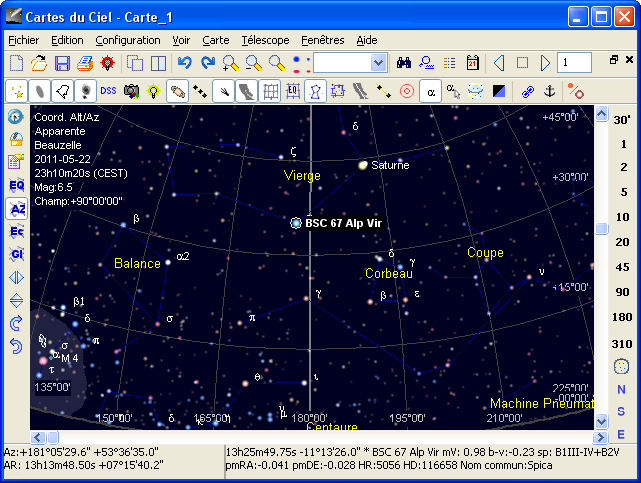 Cartes du Ciel - Carte_1
Fichier Edition Configuration Voir Carte Télescope Fenêtres Aide
1
DSS EQ α
Coord. Alt/Az
Apparente
Beauzelle
2011-05-22
23h10m20s (CEST)
Mag:6.5
Champ:+90°00'00"
EQ
AZ
Ec
Gl
+45°00'
+30°00'
+15°00'
ζ
δ
Vierge
Saturne
BSC 67 Alp Vir
β
Balance
α2
δ
γ
Corbeau
Coupe
ν
β
ε
γ
β1
δ
π
σ
π
σ
α
M 4
τ
θ
ι
135°00'
150°00'
165°00'
180°00'
195°00'
210°00'
225°00'
μ
Centaure
Machine Pneumat
30'
1
2
5
10
20
45
90
180
310
N
S
E
Az:+181°05'29.6" +53°36'35.0"
AR: 13h13m48.50s +07°15'40.2"
13h25m49.75s -11°13'26.0" * BSC 67 Alp Vir mV: 0.98 b-v:-0.23 sp: B1III-IV+B2V
pmRA:-0.041 pmDE:-0.028 HR:5056 HD:116658 Nom commun:Spica